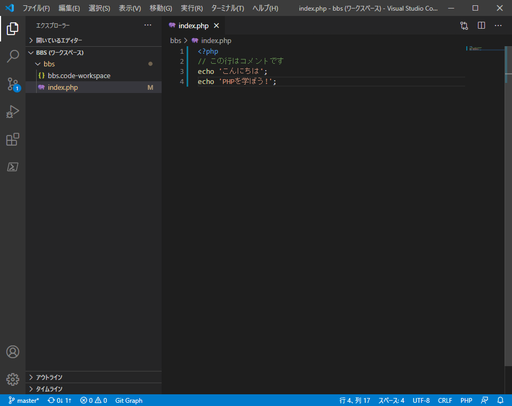 ファイル(F) 編集(E) 選択(S) 表示(V) 移動(G) 実行(R) ターミナル(T) ヘルプ(H) index.php - bbs (ワークスペース) - Visual Studio Co...
エクスプローラー
index.php
開いているエディター
bbs > index.php
BBS (ワークスペース)
bbs
{} bbs.code-workspace
index.php M
1 <?php
2 // この行はコメントです
3 echo 'こんにちは';
4 echo 'PHPを学ぼう!';
1
アウトライン
タイムライン
master* 0↓ 1↑ 0 0 Git Graph 行 4、列 17 スペース: 4 UTF-8 CRLF PHP